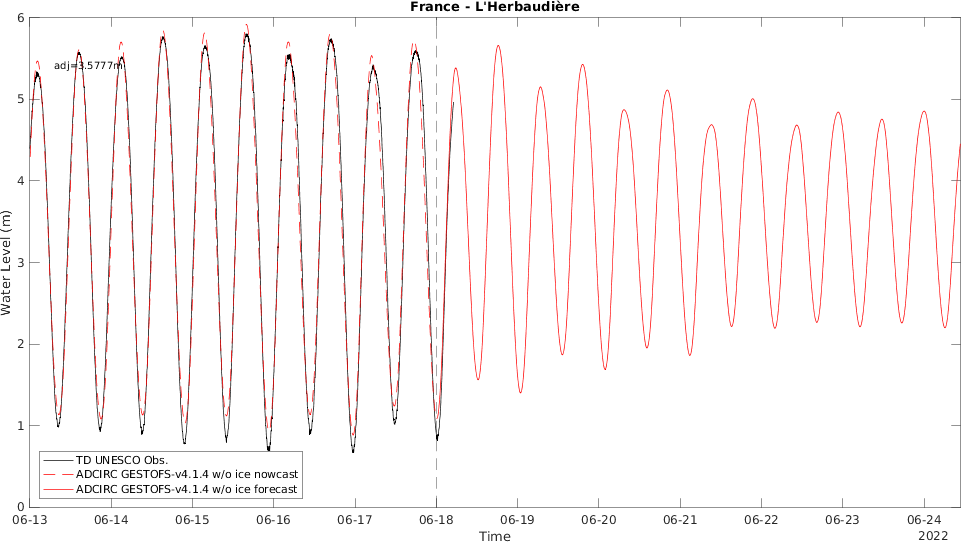 France - L'Herbaudière
6
5
4
3
2
1
0
Water Level (m)
adj=3.5777m
TD UNESCO Obs.
ADCIRC GESTOFS-v4.1.4 w/o ice nowcast
ADCIRC GESTOFS-v4.1.4 w/o ice forecast
06-13 06-14 06-15 06-16 06-17 06-18 06-19 06-20 06-21 06-22 06-23 06-24
Time
2022